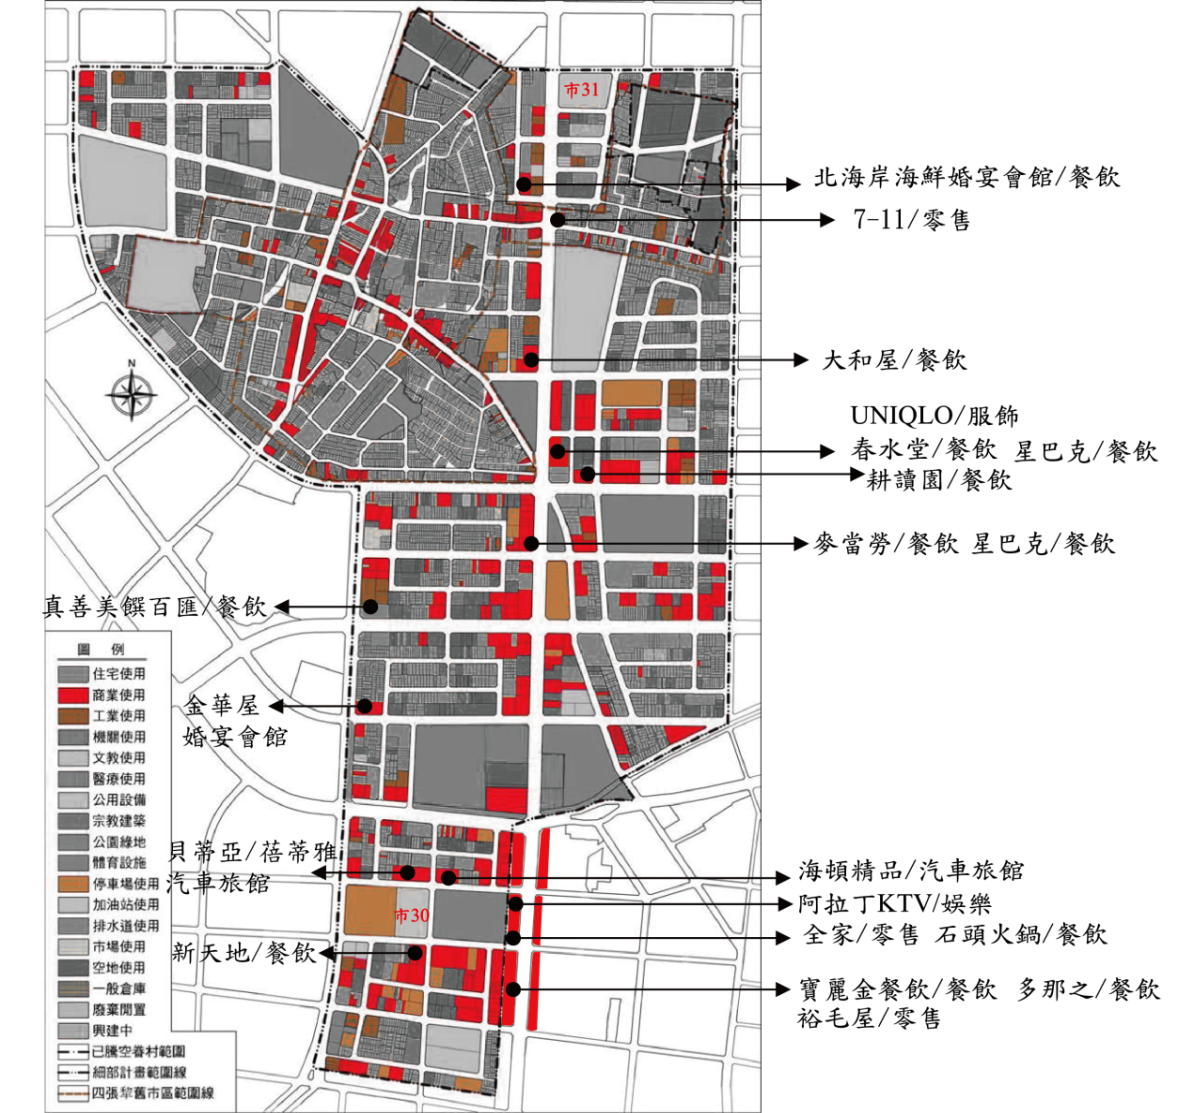 市31
北海岸海鮮婚宴會館/餐飲
7-11/零售
大和屋/餐飲
N
UNIQLO/服飾
春水堂/餐飲 星巴克/餐飲
耕讀園/餐飲
麥當勞/餐飲 星巴克/餐飲
真善美饌百匯/餐飲
金華屋
婚宴會館
圖 例
住宅使用
商業使用
工業使用
機關使用
文教使用
醫療使用
公用設備
宗教建築
公園綠地
體育設施
停車場使用
加油站使用
排水道使用
市場使用
空地使用
一般倉庫
廢棄閒置
興建中
已騰空眷村範圍
細部計畫範圍線
四張犂舊市區範圍線
貝蒂亞/蓓蒂雅
汽車旅館
海頓精品/汽車旅館
市30
阿拉丁KTV/娛樂
全家/零售 石頭火鍋/餐飲
新天地/餐飲
寶麗金餐飲/餐飲 多那之/餐飲
裕毛屋/零售